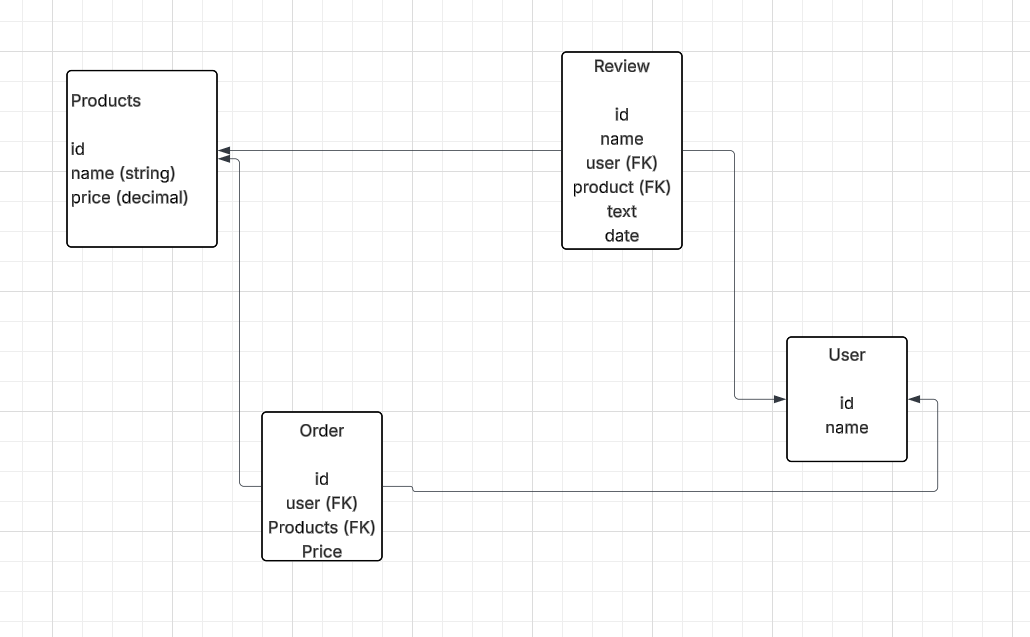 Products
id
name (string)
price (decimal)
Review
id
name
user (FK)
product (FK)
text
date
User
id
name
Order
id
user (FK)
Products (FK)
Price